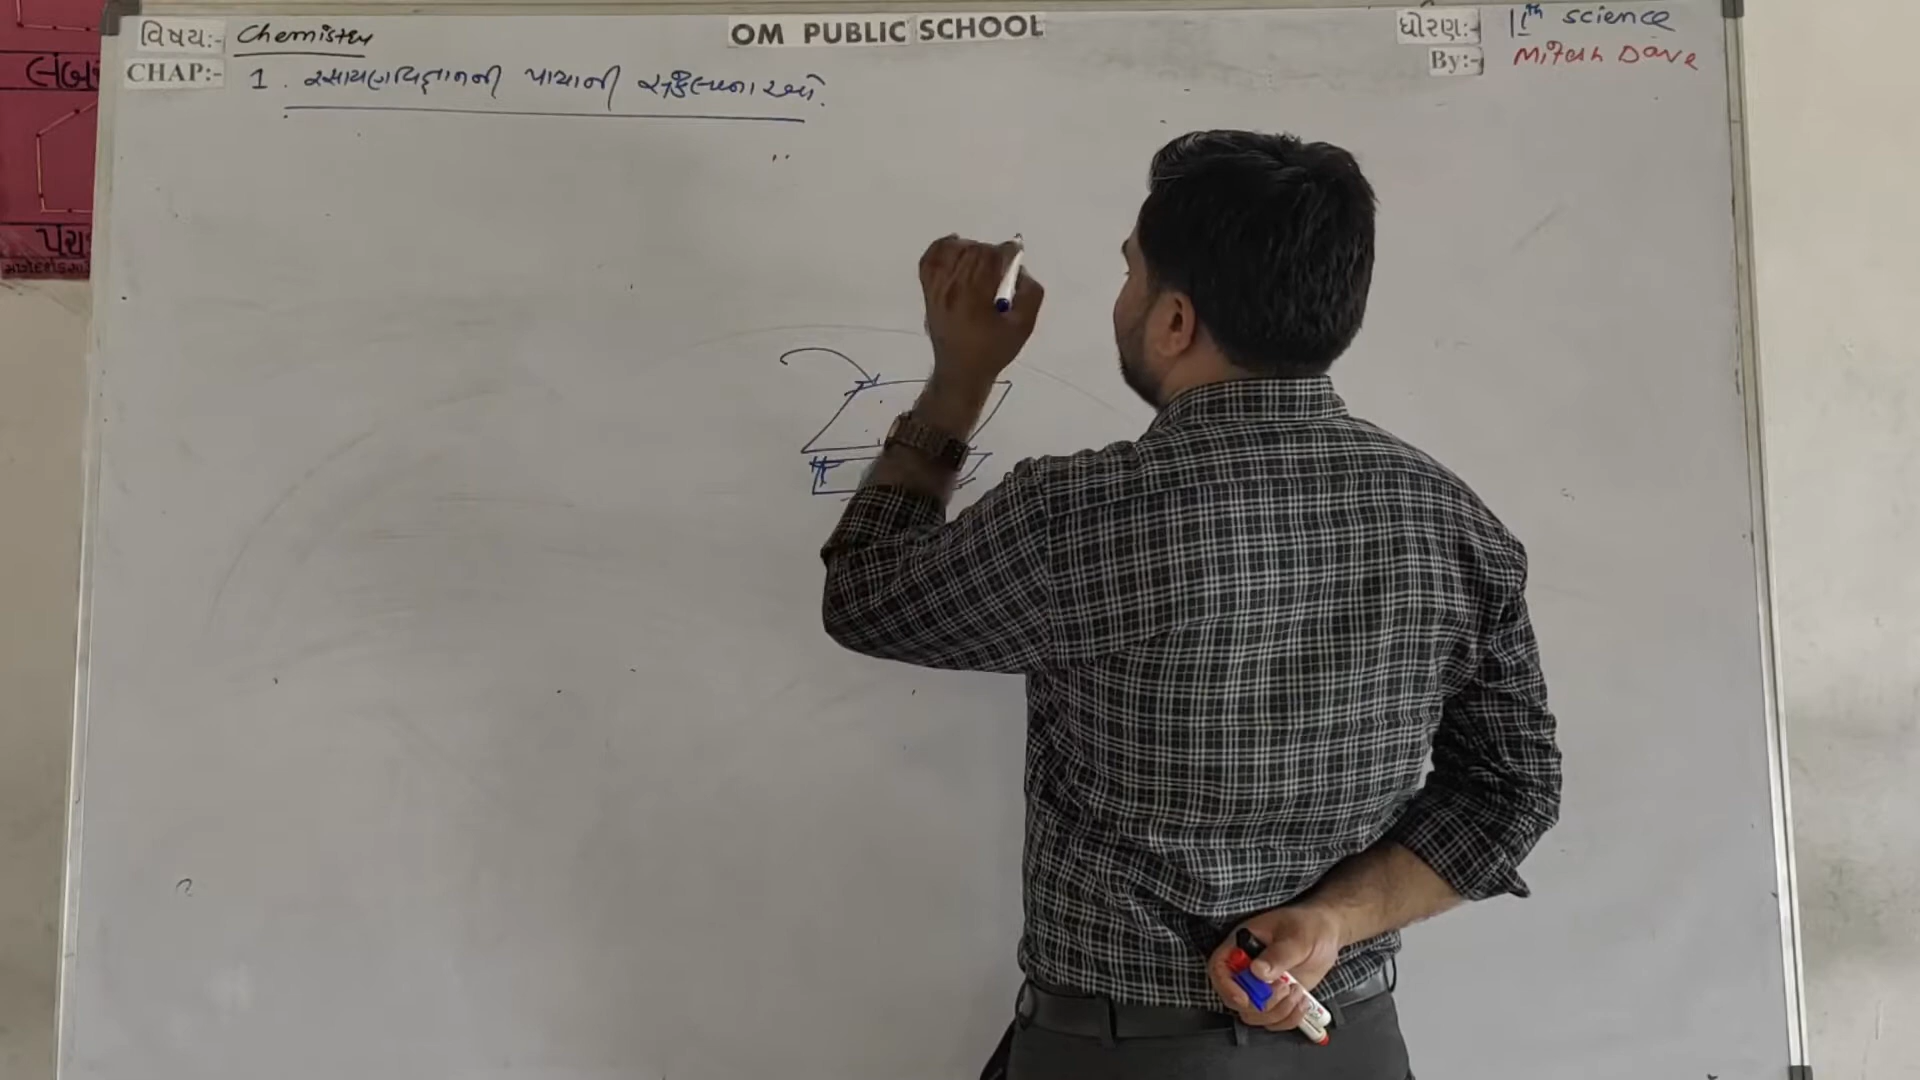 OM PUBLIC SCHOOL
વિષય:- Chemistry
ધોરણ:- 11th science
CHAP:- 1. રસાયણવિજ્ઞાનની પાયાની સંકલ્પનાઓ.
By:- Mitesh Dave